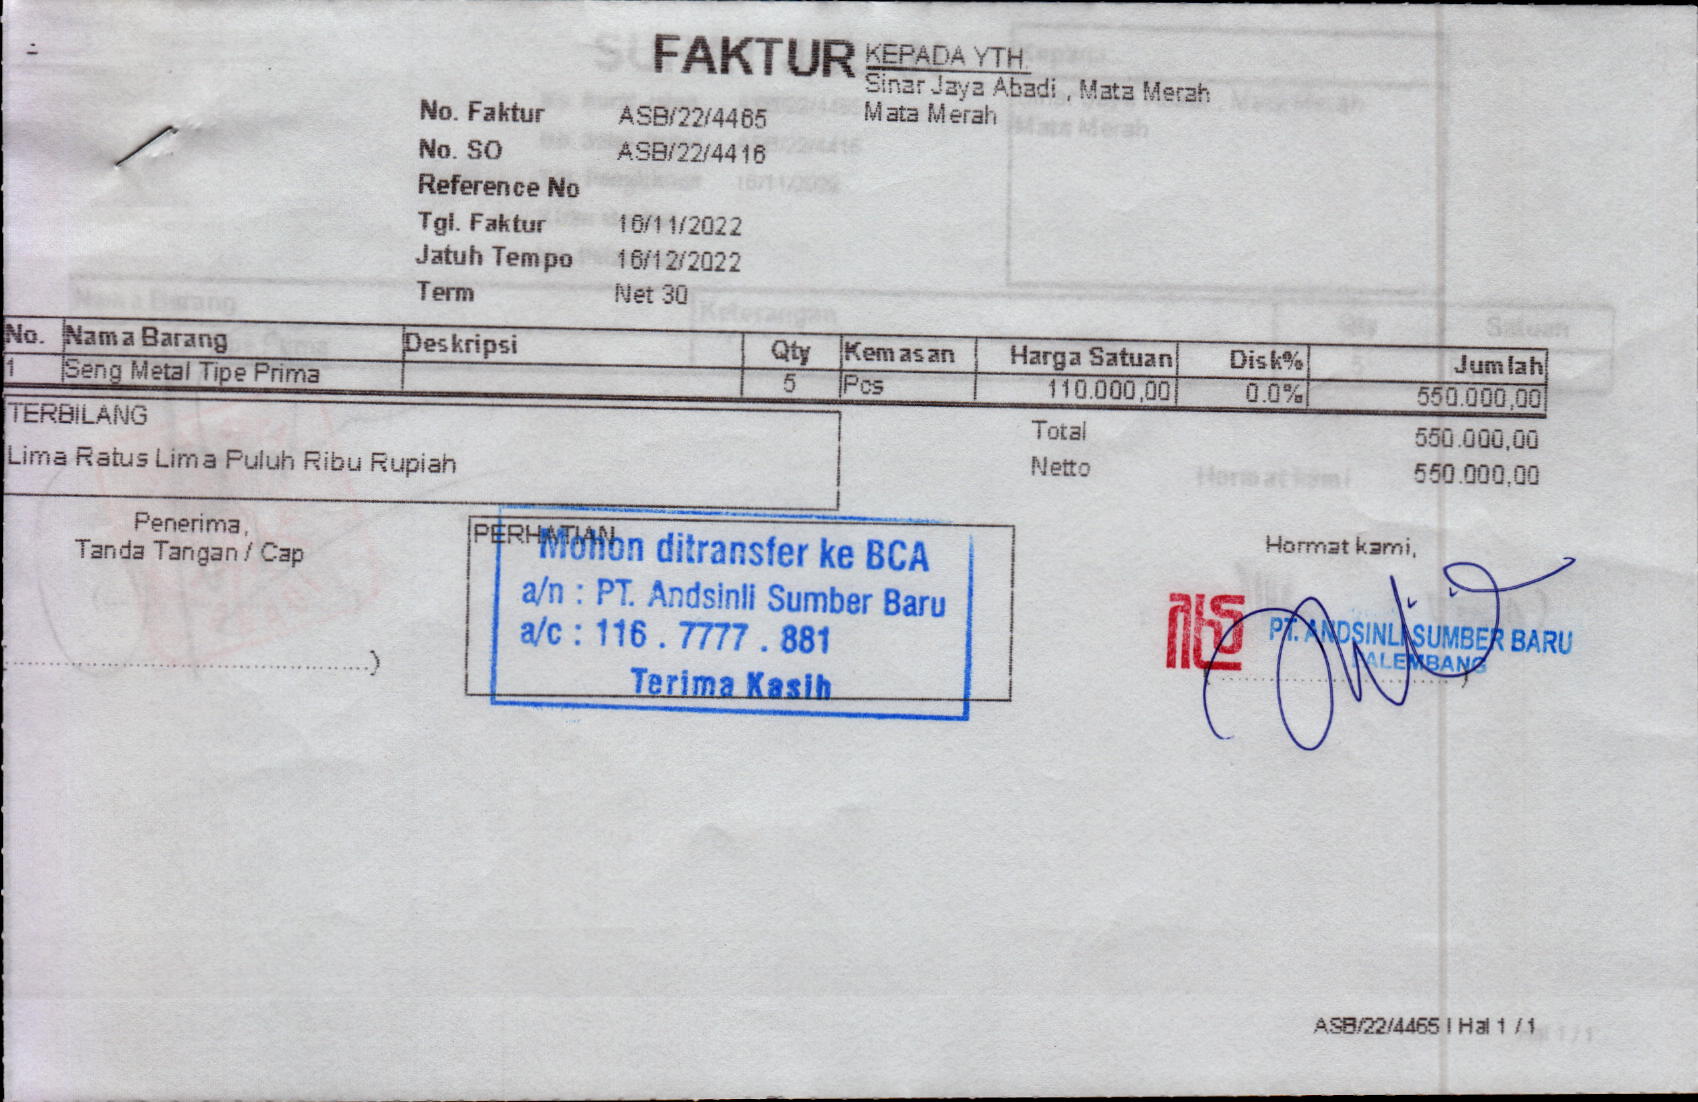 FAKTUR
KEPADA YTH.
Sinar Jaya Abadi , Mata Merah
Mata Merah
No. Faktur ASB/22/4465
No. SO ASB/22/4416
Reference No
Tgl. Faktur 16/11/2022
Jatuh Tempo 16/12/2022
Term Net 30
No. Nama Barang Deskripsi Qty Kemasan Harga Satuan Disk% Jumlah
1 Seng Metal Tipe Prima 5 Pcs 110.000,00 0.0% 550.000,00
TERBILANG
Lima Ratus Lima Puluh Ribu Rupiah
Total 550.000,00
Netto 550.000,00
Penerima,
Tanda Tangan / Cap
.....................................................)
PERHATIAN
Mohon ditransfer ke BCA
a/n : PT. Andsinli Sumber Baru
a/c : 116 . 7777 . 881
Terima Kasih
Hormat kami,
PT. ANDSINLI SUMBER BARU
PALEMBANG
ASB/22/4465 | Hal 1 / 1